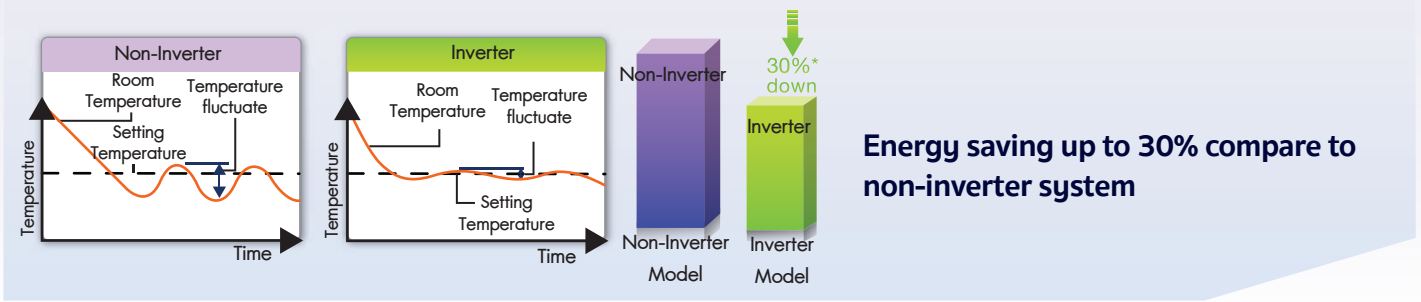 Non-Inverter
Room
Temperature
Temperature
fluctuate
Setting
Temperature
Temperature
Time
Inverter
Room
Temperature
Temperature
fluctuate
Setting
Temperature
Temperature
Time
Non-Inverter
Non-Inverter
Model
30%*
down
Inverter
Inverter
Model
Energy saving up to 30% compare to
non-inverter system